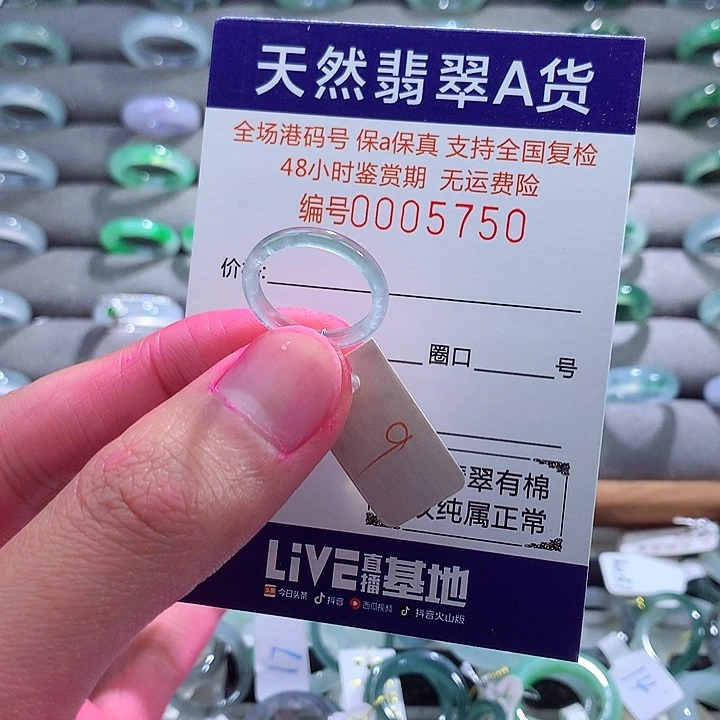 天然翡翠A货
全场港码号 保a保真 支持全国复检
48小时鉴赏期 无运费险
编号0005750
价
圈口 号
9
翠有棉
纯属正常
LiVE直播基地
今日头条 抖音 西瓜视频 抖音火山版
17